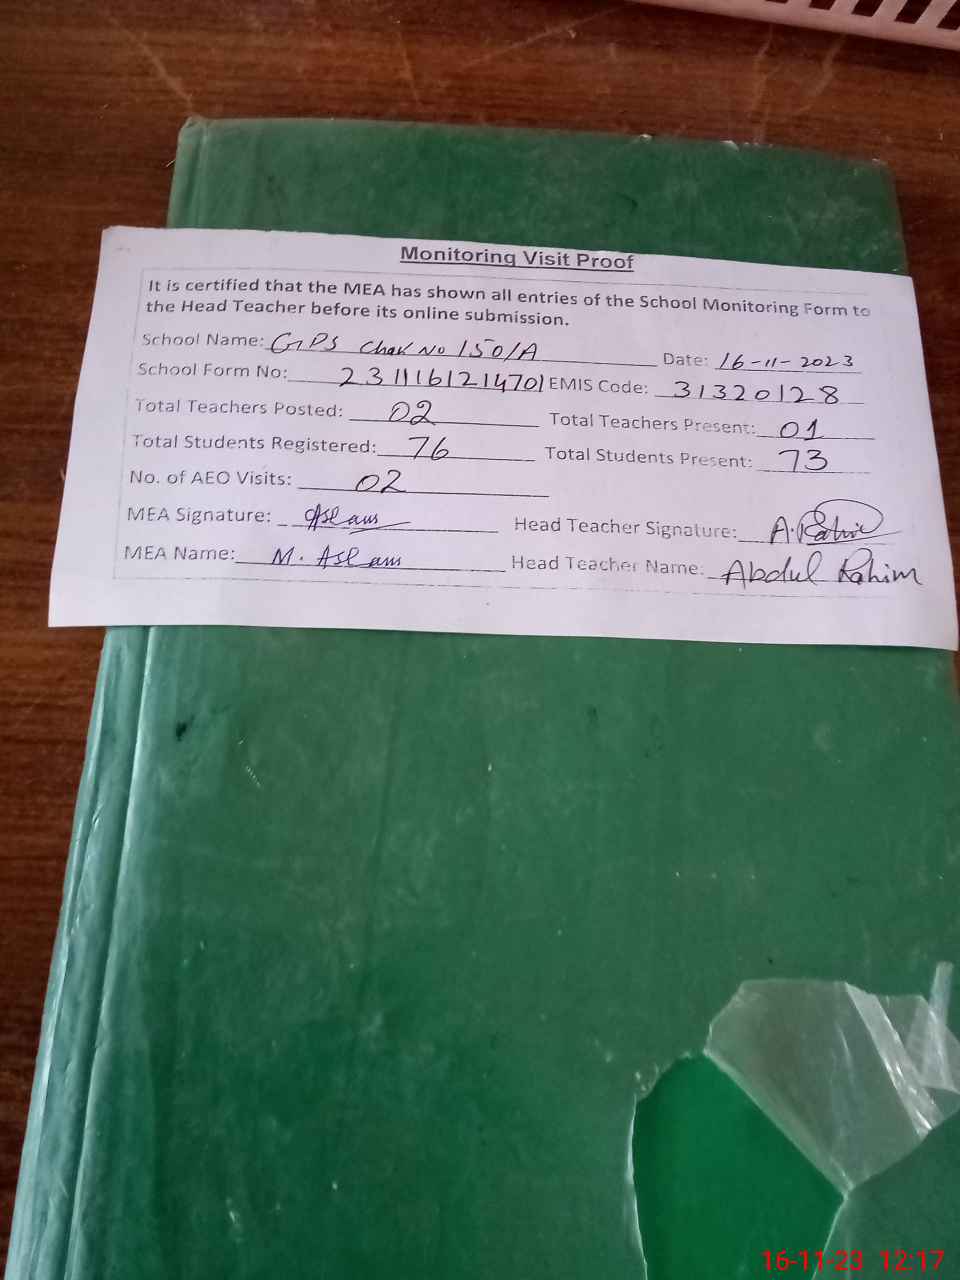 Monitoring Visit Proof
It is certified that the MEA has shown all entries of the School Monitoring Form to
the Head Teacher before its online submission.
School Name: GPS Chak No 150/A Date: 16-11-2023
School Form No: 2311161214701 EMIS Code: 31320128
Total Teachers Posted: 02 Total Teachers Present: 01
Total Students Registered: 76 Total Students Present: 73
No. of AEO Visits: 02
MEA Signature: Aslam Head Teacher Signature: A.Rahim
MEA Name: M. Aslam Head Teacher Name: Abdul Rahim
16-11-23 12:17